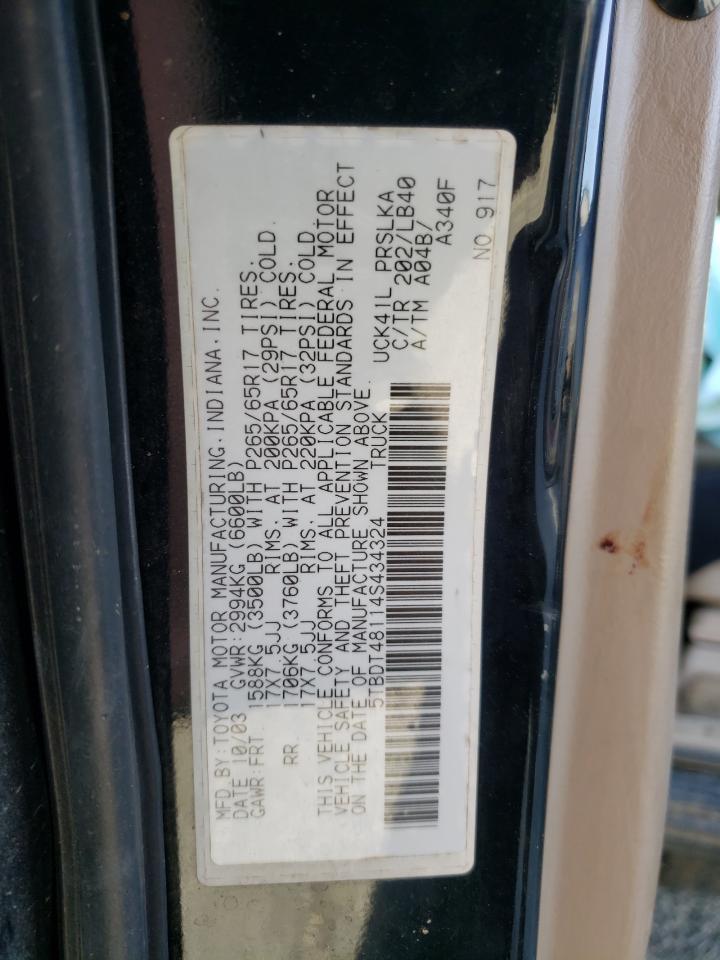 MFD.BY:TOYOTA MOTOR MANUFACTURING.INDIANA.INC.
DATE 10/03 GVWR:2994KG (6600LB)
GAWR:FRT. 1588KG (3500LB) WITH P265/65R17 TIRES.
17X7.5JJ RIMS. AT 200KPA (29PSI) COLD.
RR 1706KG (3760LB) WITH P265/65R17 TIRES.
17X7.5JJ RIMS. AT 220KPA (32PSI) COLD
THIS VEHICLE CONFORMS TO ALL APPLICABLE FEDERAL MOTOR
VEHICLE SAFETY AND THEFT PREVENTION STANDARDS IN EFFECT
ON THE DATE OF MANUFACTURE SHOWN ABOVE.
5TBDT48114S434324 TRUCK
UCK41L PRSLKA
C/TR 202/LB40
A/TM A04B/
A340F
NO 917